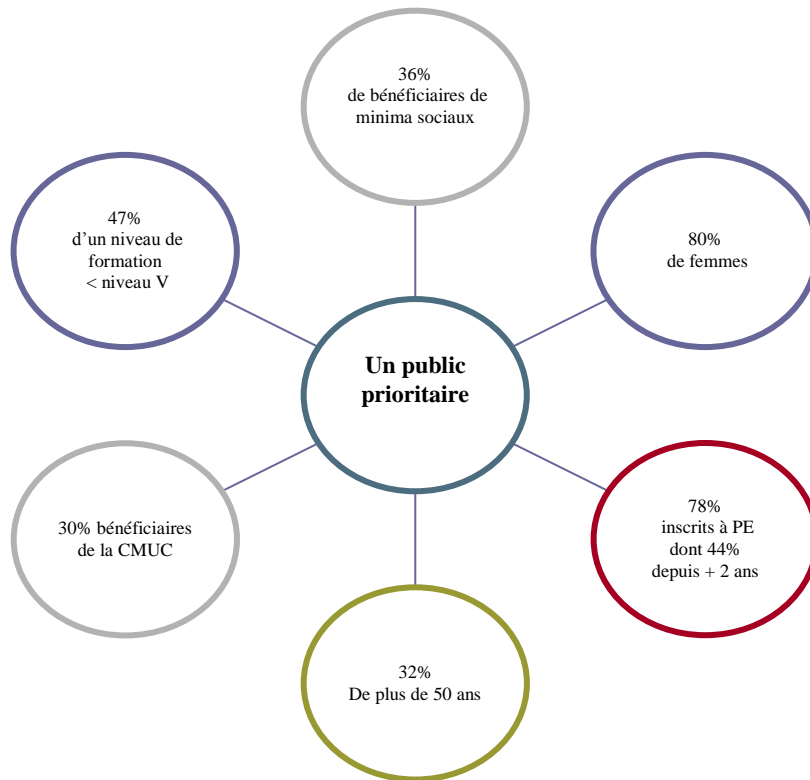 36%
de bénéficiaires de
minima sociaux
47%
d’un niveau de
formation
< niveau V
80%
de femmes
Un public
prioritaire
30% bénéficiaires
de la CMUC
78%
inscrits à PE
dont 44%
depuis + 2 ans
32%
De plus de 50 ans